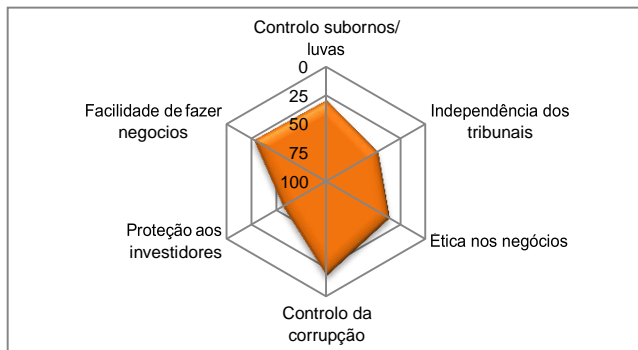 Controlo subornos/
luvas
0
25
50
75
100
Facilidade de fazer
negocios
Independência dos
tribunais
Proteção aos
investidores
Etica nos negócios
Controlo da
corrupção